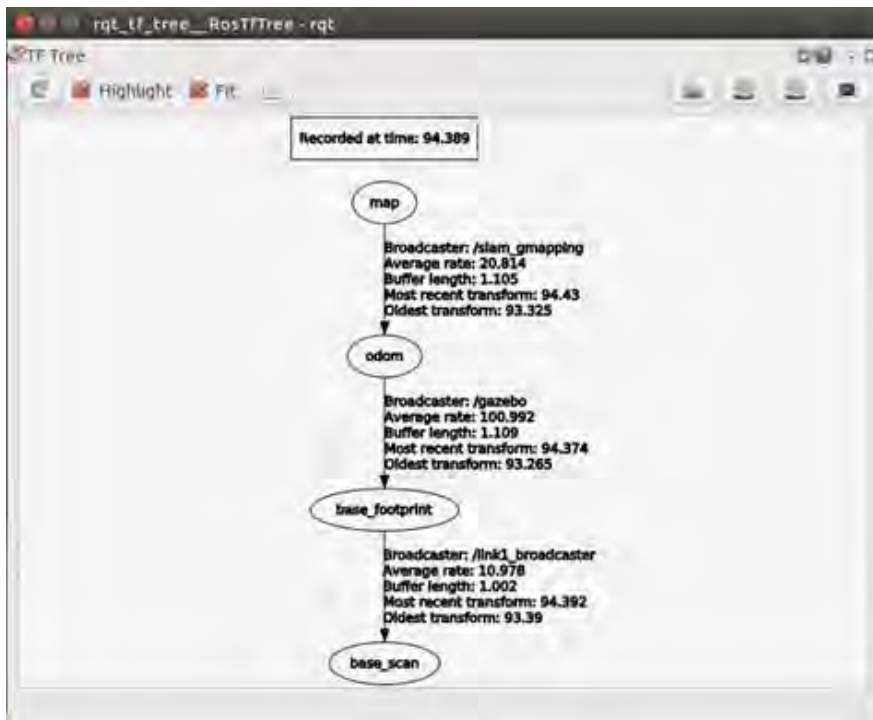 rqt_tf_tree__RosTfTree - rqt
TF Tree
Highlight
Fit
Recorded at time: 94.389
map
Broadcaster: /slam_gmapping
Average rate: 20.814
Buffer length: 1.105
Most recent transform: 94.43
Oldest transform: 93.325
odom
Broadcaster: /gazebo
Average rate: 100.992
Buffer length: 1.109
Most recent transform: 94.374
Oldest transform: 93.265
base_footprint
Broadcaster: /link1_broadcaster
Average rate: 10.978
Buffer length: 1.002
Most recent transform: 94.392
Oldest transform: 93.39
base_scan